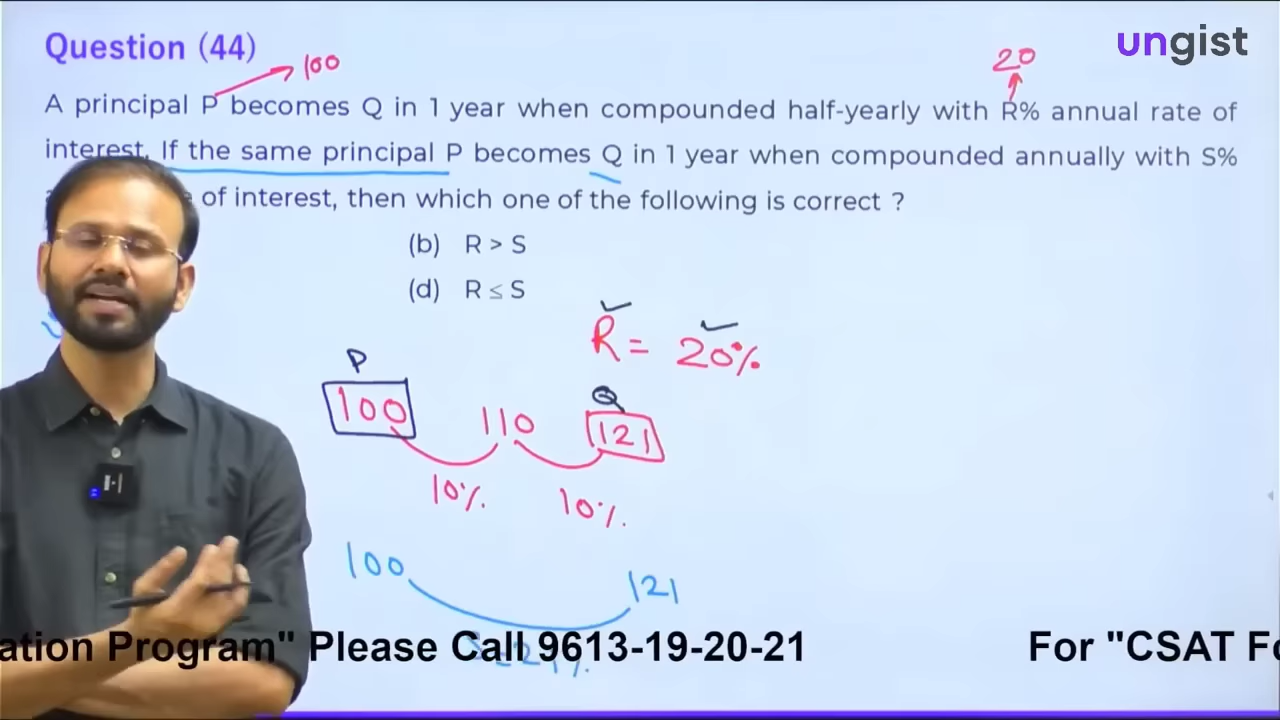 Question (44)
ungist
100
20
A principal P becomes Q in 1 year when compounded half-yearly with R% annual rate of
interest. If the same principal P becomes Q in 1 year when compounded annually with S%
of interest, then which one of the following is correct ?
(b) R > S
(d) R ≤ S
R = 20%
P
Q
100 110 121
10% 10%
100 121
ation Program" Please Call 9613-19-20-21 For "CSAT Fo